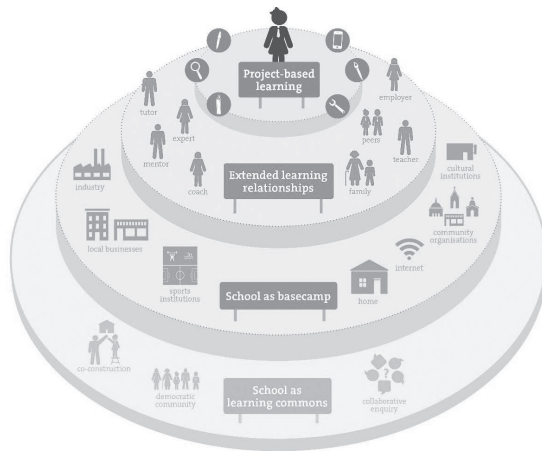 Project-based
learning
employer
tutor
expert
peers
teacher
mentor
coach
Extended learning
relationships
family
cultural
institutions
industry
community
organisations
local businesses
internet
sports
institutions
School as basecamp
home
co-construction
democratic
community
School as
learning commons
collaborative
enquiry
?